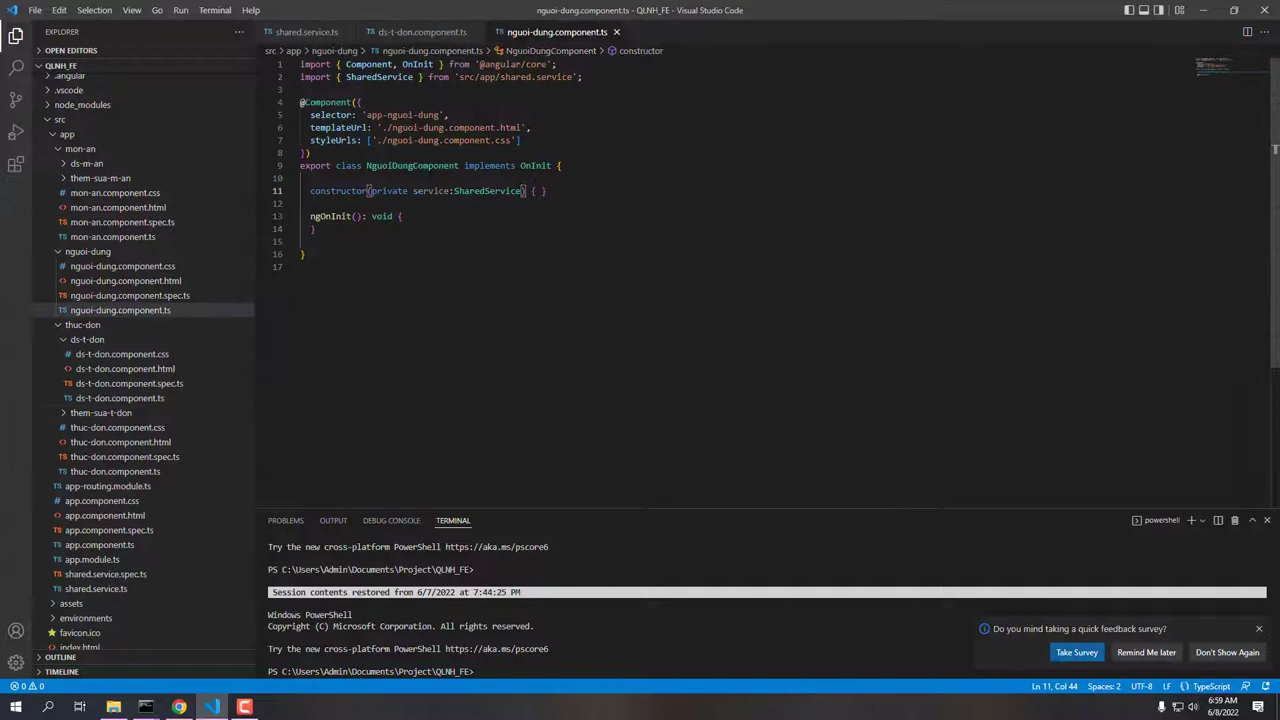 File Edit Selection View Go Run Terminal Help
nguoi-dung.component.ts - QLNH_FE - Visual Studio Code
EXPLORER
shared.service.ts
ds-t-don.component.ts
nguoi-dung.component.ts
OPEN EDITORS
src > app > nguoi-dung > nguoi-dung.component.ts > NguoiDungComponent > constructor
QLNH_FE
.angular
.vscode
node_modules
src
app
mon-an
ds-m-an
them-sua-m-an
mon-an.component.css
mon-an.component.html
mon-an.component.spec.ts
mon-an.component.ts
nguoi-dung
nguoi-dung.component.css
nguoi-dung.component.html
nguoi-dung.component.spec.ts
nguoi-dung.component.ts
thuc-don
ds-t-don
ds-t-don.component.css
ds-t-don.component.html
ds-t-don.component.spec.ts
ds-t-don.component.ts
them-sua-t-don
thuc-don.component.css
thuc-don.component.html
thuc-don.component.spec.ts
thuc-don.component.ts
app-routing.module.ts
app.component.css
app.component.html
app.component.spec.ts
app.component.ts
app.module.ts
shared.service.spec.ts
shared.service.ts
assets
environments
favicon.ico
index.html
OUTLINE
TIMELINE
1 import { Component, OnInit } from '@angular/core';
2 import { SharedService } from 'src/app/shared.service';
3
4 @Component({
5 selector: 'app-nguoi-dung',
6 templateUrl: './nguoi-dung.component.html',
7 styleUrls: ['./nguoi-dung.component.css']
8 })
9 export class NguoiDungComponent implements OnInit {
10
11 constructor(private service:SharedService) { }
12
13 ngOnInit(): void {
14 }
15
16 }
17
PROBLEMS OUTPUT DEBUG CONSOLE TERMINAL
powershell
Try the new cross-platform PowerShell https://aka.ms/pscore6
PS C:\Users\Admin\Documents\Project\QLNH_FE>
Session contents restored from 6/7/2022 at 7:44:25 PM
Windows PowerShell
Copyright (C) Microsoft Corporation. All rights reserved.
Try the new cross-platform PowerShell https://aka.ms/pscore6
PS C:\Users\Admin\Documents\Project\QLNH_FE>
Do you mind taking a quick feedback survey?
Take Survey
Remind Me later
Don't Show Again
0 0
Ln 11, Col 44
Spaces: 2
UTF-8
LF
TypeScript
6:59 AM
6/8/2022